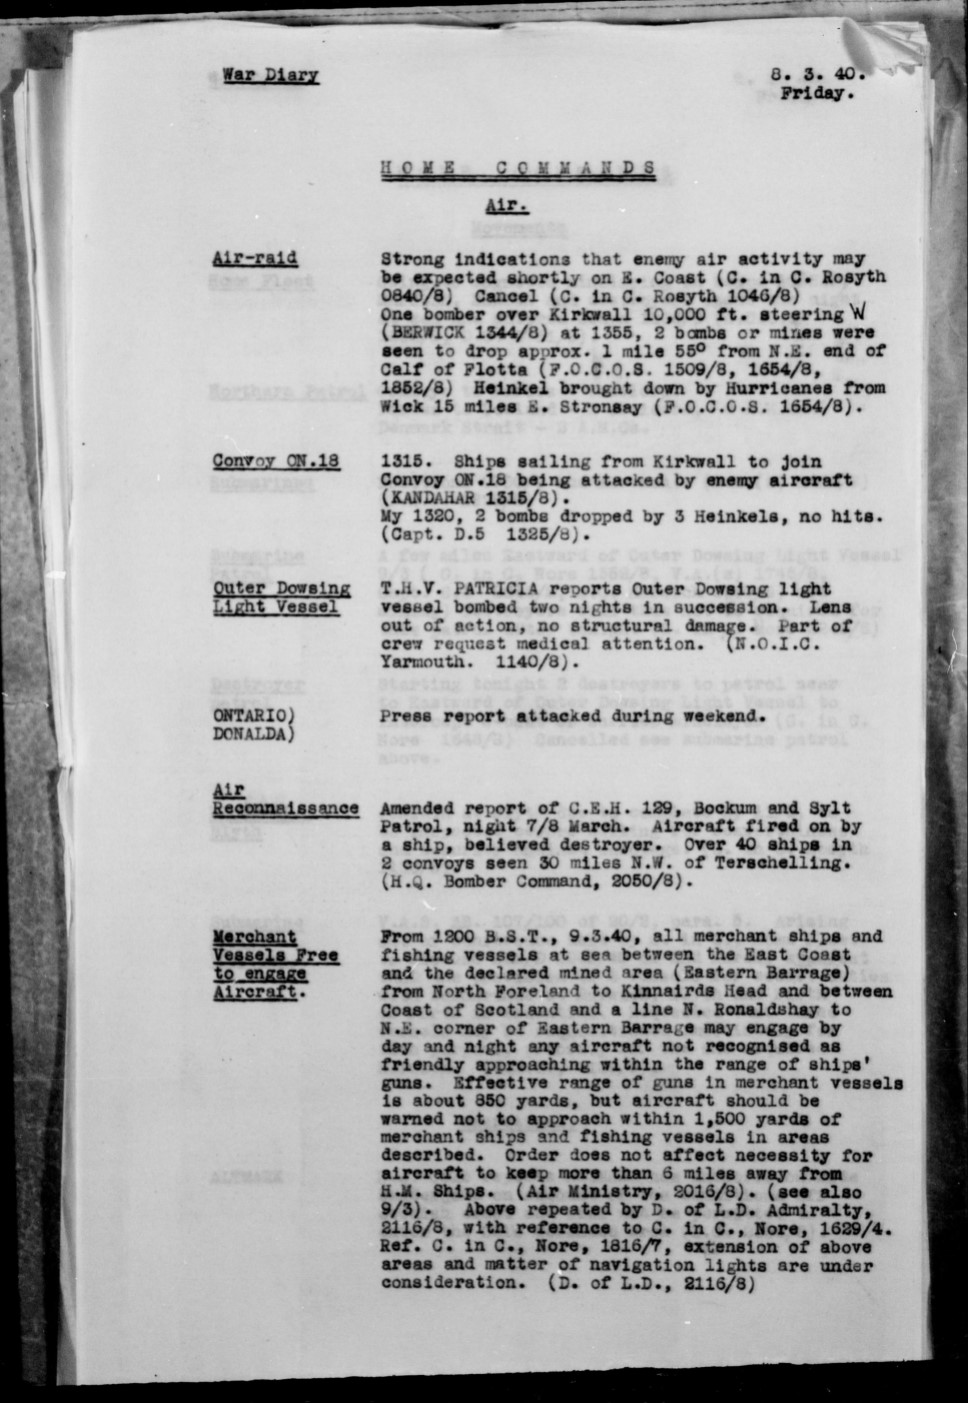 War Diary
8. 3. 40.
Friday.
HOME COMMANDS
Air.
Air-raid
Strong indications that enemy air activity may
be expected shortly on E. Coast (C. in C. Rosyth
0840/8) Cancel (C. in C. Rosyth 1046/8)
One bomber over Kirkwall 10,000 ft. steering W
(BERWICK 1344/8) at 1355, 2 bombs or mines were
seen to drop approx. 1 mile 55° from N.E. end of
Calf of Flotta (F.O.C.O.S. 1509/8, 1654/8,
1852/8) Heinkel brought down by Hurricanes from
Wick 15 miles E. Stronsay (F.O.C.O.S. 1654/8).
Convoy ON.18
1315. Ships sailing from Kirkwall to join
Convoy ON.18 being attacked by enemy aircraft
(KANDAHAR 1315/8).
My 1320, 2 bombs dropped by 3 Heinkels, no hits.
(Capt. D.5 1325/8).
Outer Dowsing
Light Vessel
T.H.V. PATRICIA reports Outer Dowsing light
vessel bombed two nights in succession. Lens
out of action, no structural damage. Part of
crew request medical attention. (N.O.I.C.
Yarmouth. 1140/8).
ONTARIO)
DONALDA)
Press report attacked during weekend.
Air
Reconnaissance
Amended report of C.E.H. 129, Bockum and Sylt
Patrol, night 7/8 March. Aircraft fired on by
a ship, believed destroyer. Over 40 ships in
2 convoys seen 30 miles N.W. of Terschelling.
(H.Q. Bomber Command, 2050/8).
Merchant
Vessels Free
to engage
Aircraft.
From 1200 B.S.T., 9.3.40, all merchant ships and
fishing vessels at sea between the East Coast
and the declared mined area (Eastern Barrage)
from North Foreland to Kinnairds Head and between
Coast of Scotland and a line N. Ronaldshay to
N.E. corner of Eastern Barrage may engage by
day and night any aircraft not recognised as
friendly approaching within the range of ships'
guns. Effective range of guns in merchant vessels
is about 850 yards, but aircraft should be
warned not to approach within 1,500 yards of
merchant ships and fishing vessels in areas
described. Order does not affect necessity for
aircraft to keep more than 6 miles away from
H.M. Ships. (Air Ministry, 2016/8). (see also
9/3). Above repeated by D. of L.D. Admiralty,
2116/8, with reference to C. in C., Nore, 1629/4.
Ref. C. in C., Nore, 1816/7, extension of above
areas and matter of navigation lights are under
consideration. (D. of L.D., 2116/8)